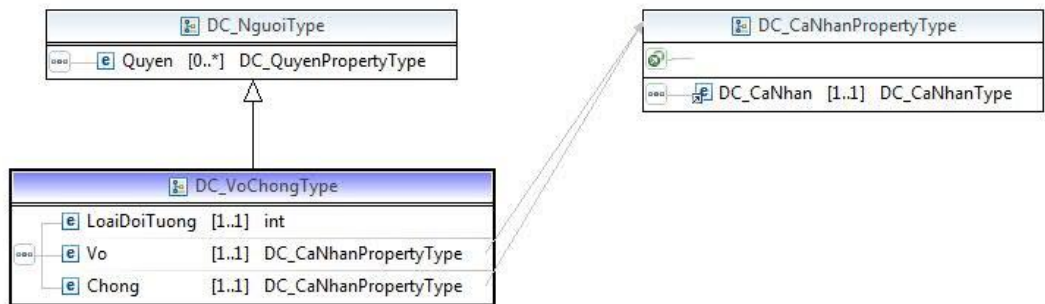 DC_NguoiType
Quyen [0..*] DC_QuyenPropertyType
DC_CaNhanPropertyType
DC_CaNhan [1..1] DC_CaNhanType
DC_VoChongType
LoaiDoiTuong [1..1] int
Vo [1..1] DC_CaNhanPropertyType
Chong [1..1] DC_CaNhanPropertyType